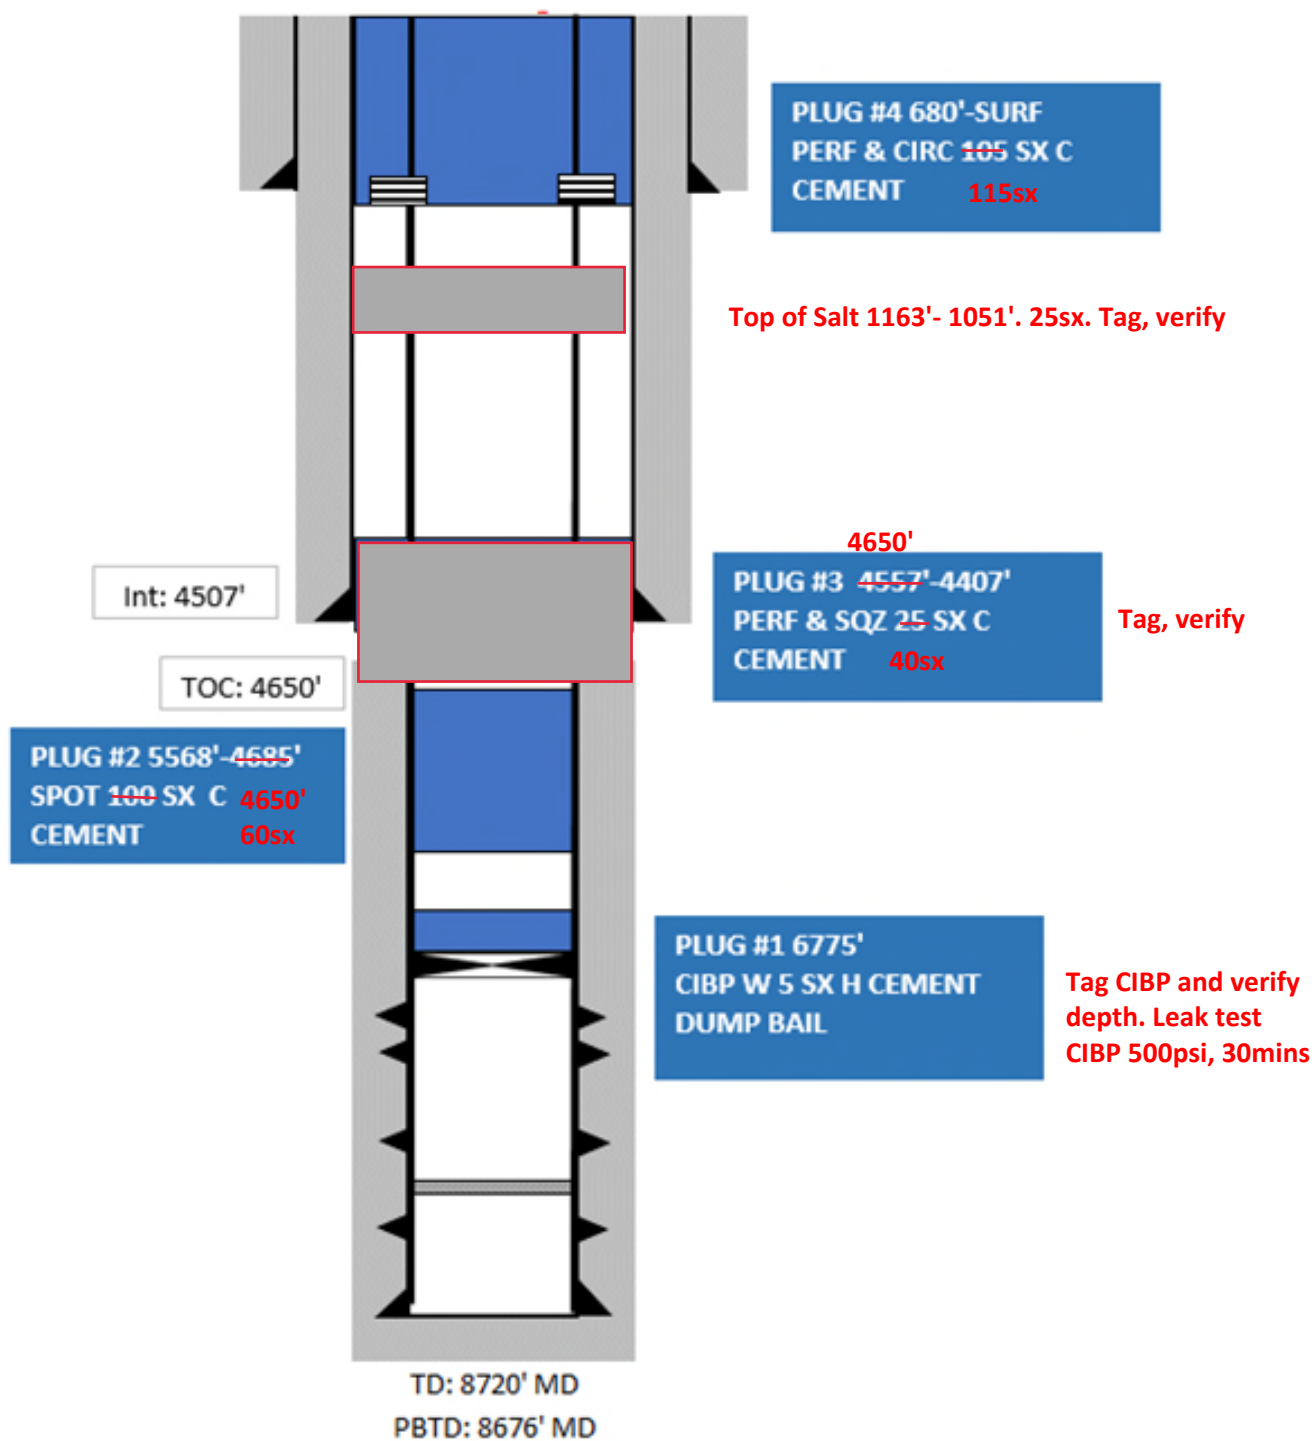 PLUG #4 680'-SURF
PERF & CIRC 105 SX C
CEMENT 115sx
Top of Salt 1163'- 1051'. 25sx. Tag, verify
4650'
Int: 4507'
PLUG #3 4557'-4407'
PERF & SQZ 25 SX C
CEMENT 40sx
Tag, verify
TOC: 4650'
PLUG #2 5568'-4685'
SPOT 100 SX C 4650'
CEMENT 60sx
PLUG #1 6775'
CIBP W 5 SX H CEMENT
DUMP BAIL
Tag CIBP and verify
depth. Leak test
CIBP 500psi, 30mins
TD: 8720' MD
PBTD: 8676' MD